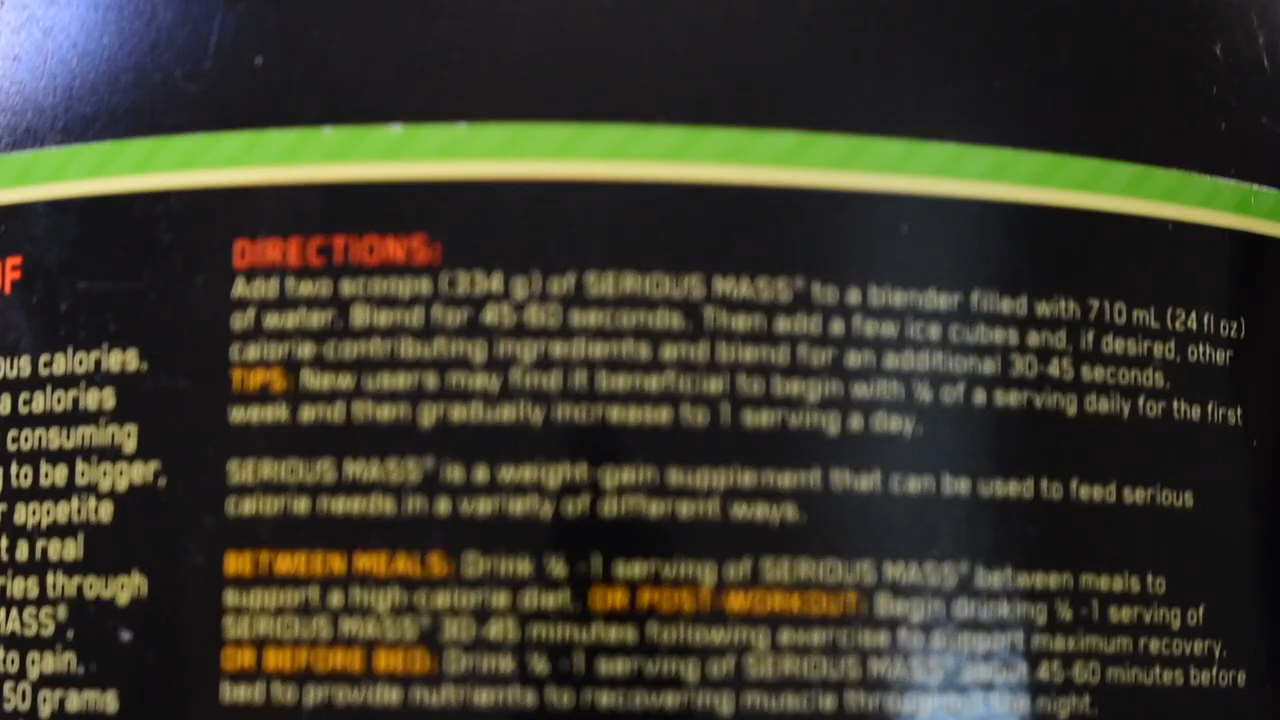 OF
ous calories.
a calories
consuming
g to be bigger,
r appetite
t a real
ries through
MASS®,
to gain.
50 grams
DIRECTIONS:
Add two scoops (334 g) of SERIOUS MASS® to a blender filled with 710 mL (24 fl oz)
of water. Blend for 45-60 seconds. Then add a few ice cubes and, if desired, other
calorie-contributing ingredients and blend for an additional 30-45 seconds.
TIPS: New users may find it beneficial to begin with of a serving daily for the first
week and then gradually increase to 1 serving a day.
SERIOUS MASS® is a weight-gain supplement that can be used to feed serious
calorie needs in a variety of different ways.
BETWEEN MEALS: Drink -1 serving of SERIOUS MASS® between meals to
support a high-calorie diet. OR POST-WORKOUT: Begin drinking -1 serving of
SERIOUS MASS® 30-45 minutes following exercise to support maximum recovery.
OR BEFORE BED: Drink -1 serving of SERIOUS MASS® about 45-60 minutes before
bed to provide nutrients to recovering muscle throughout the night.